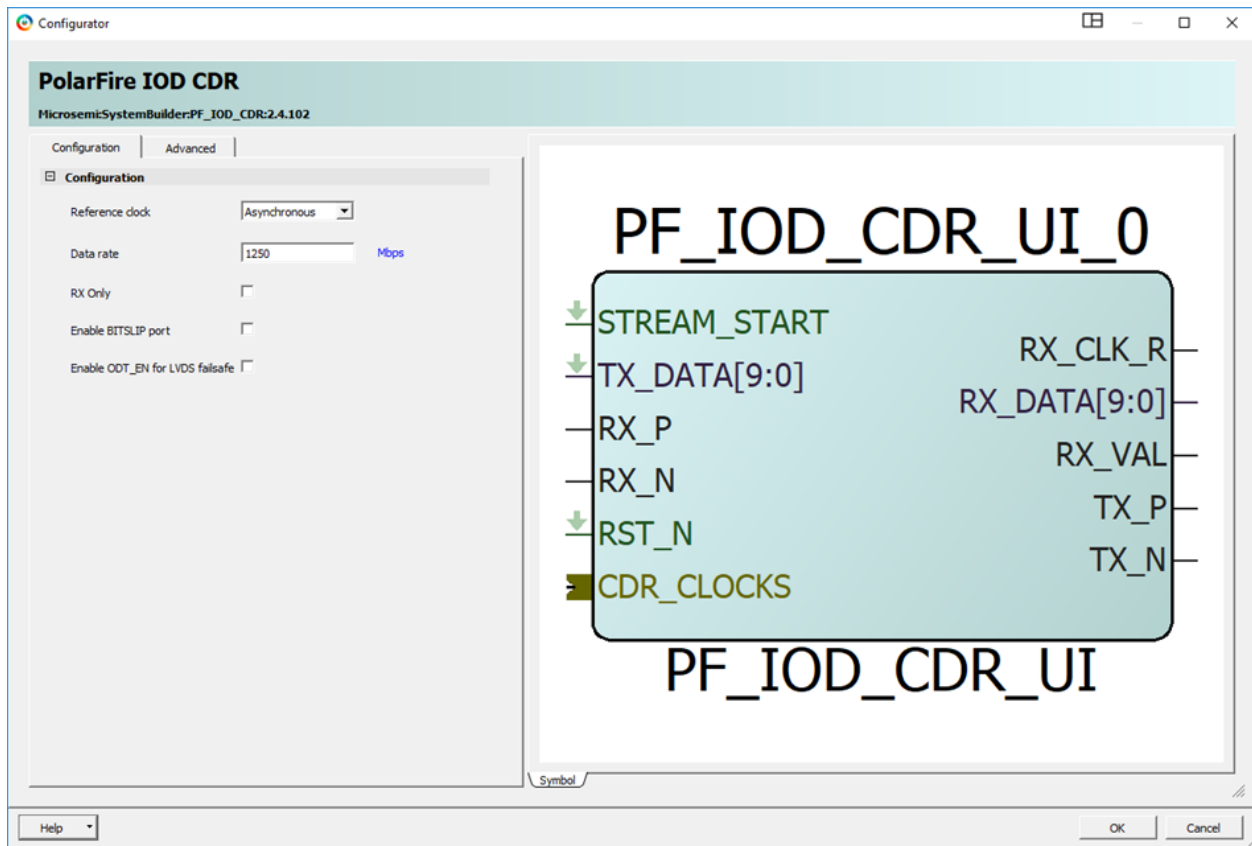 Configurator
PolarFire IOD CDR
Microsemi:SystemBuilder:PF_IOD_CDR:2.4.102
Configuration
Advanced
Configuration
Reference clock
Asynchronous
Data rate
1250
Mbps
RX Only
Enable BITSLIP port
Enable ODT_EN for LVDS failsafe
PF_IOD_CDR_UI_0
STREAM_START
TX_DATA[9:0]
RX_P
RX_N
RST_N
CDR_CLOCKS
RX_CLK_R
RX_DATA[9:0]
RX_VAL
TX_P
TX_N
PF_IOD_CDR_UI
Symbol
Help
OK
Cancel